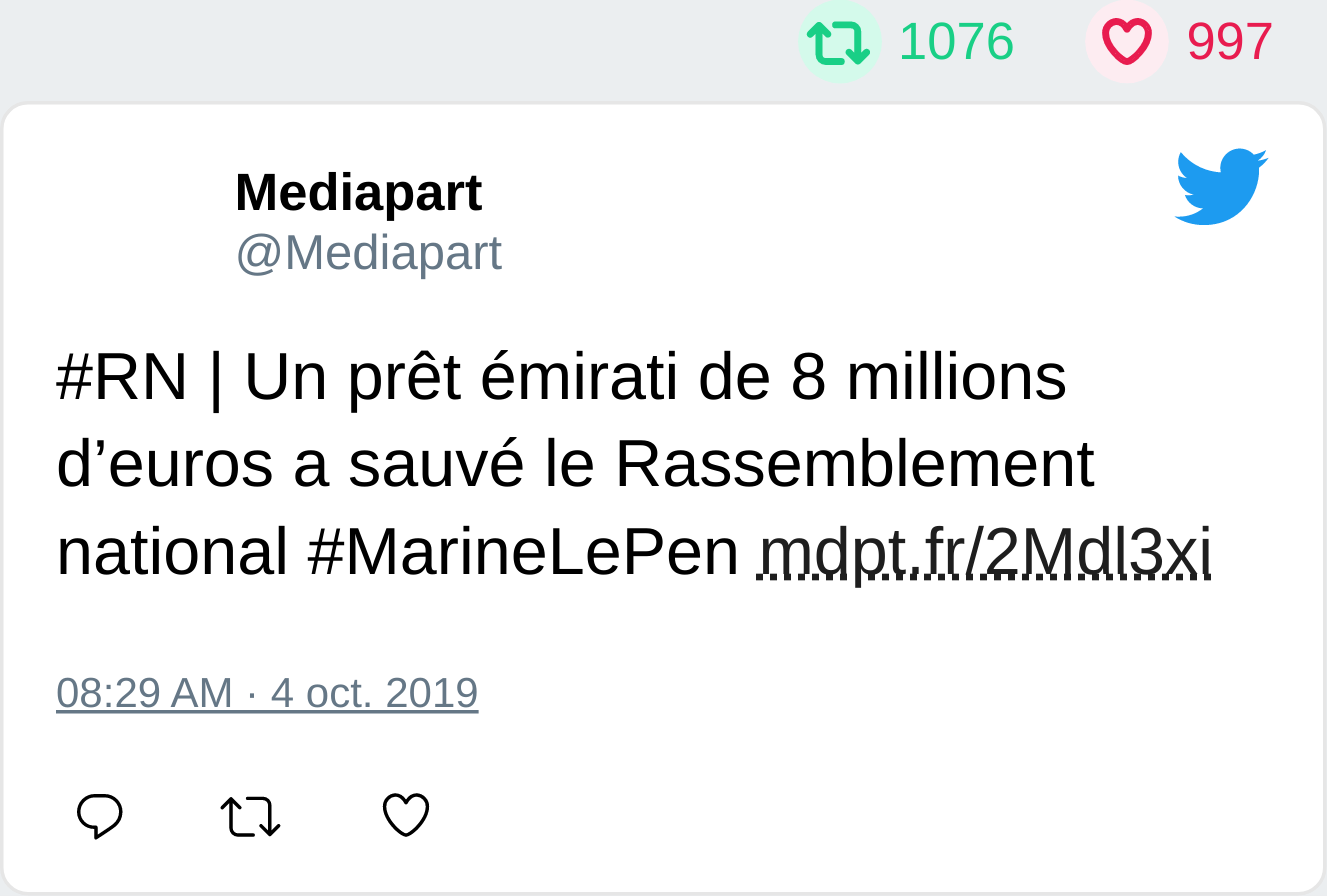 1076 997
Mediapart
@Mediapart
#RN | Un prêt émirati de 8 millions
d’euros a sauvé le Rassemblement
national #MarineLePen mdpt.fr/2Mdl3xi
08:29 AM · 4 oct. 2019